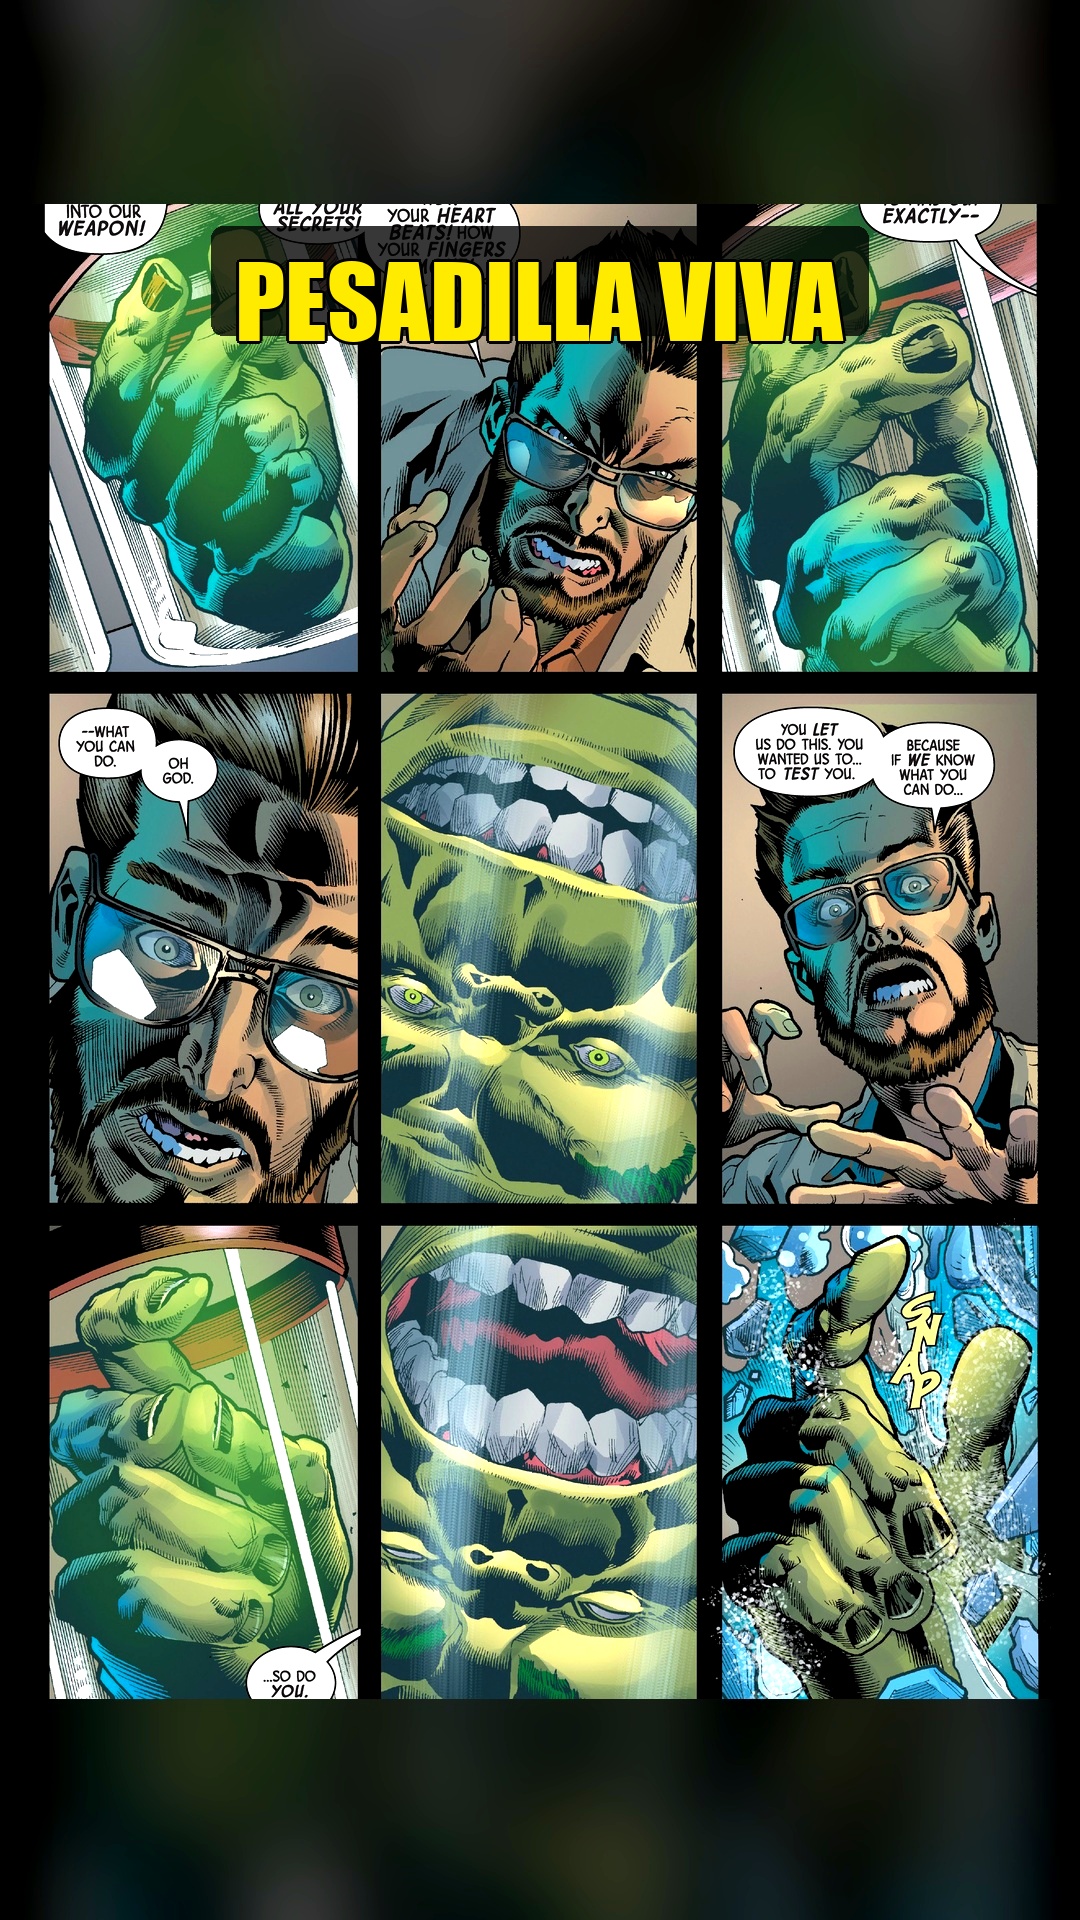 INTO OUR
WEAPON!
ALL YOUR
SECRETS!
YOUR HEART
BEATS! HOW
YOUR FINGERS
EXACTLY--
PESADILLA VIVA
--WHAT
YOU CAN
DO.
OH
GOD.
YOU LET
US DO THIS. YOU
WANTED US TO...
TO TEST YOU.
BECAUSE
IF WE KNOW
WHAT YOU
CAN DO...
...SO DO
YOU.
SNAP